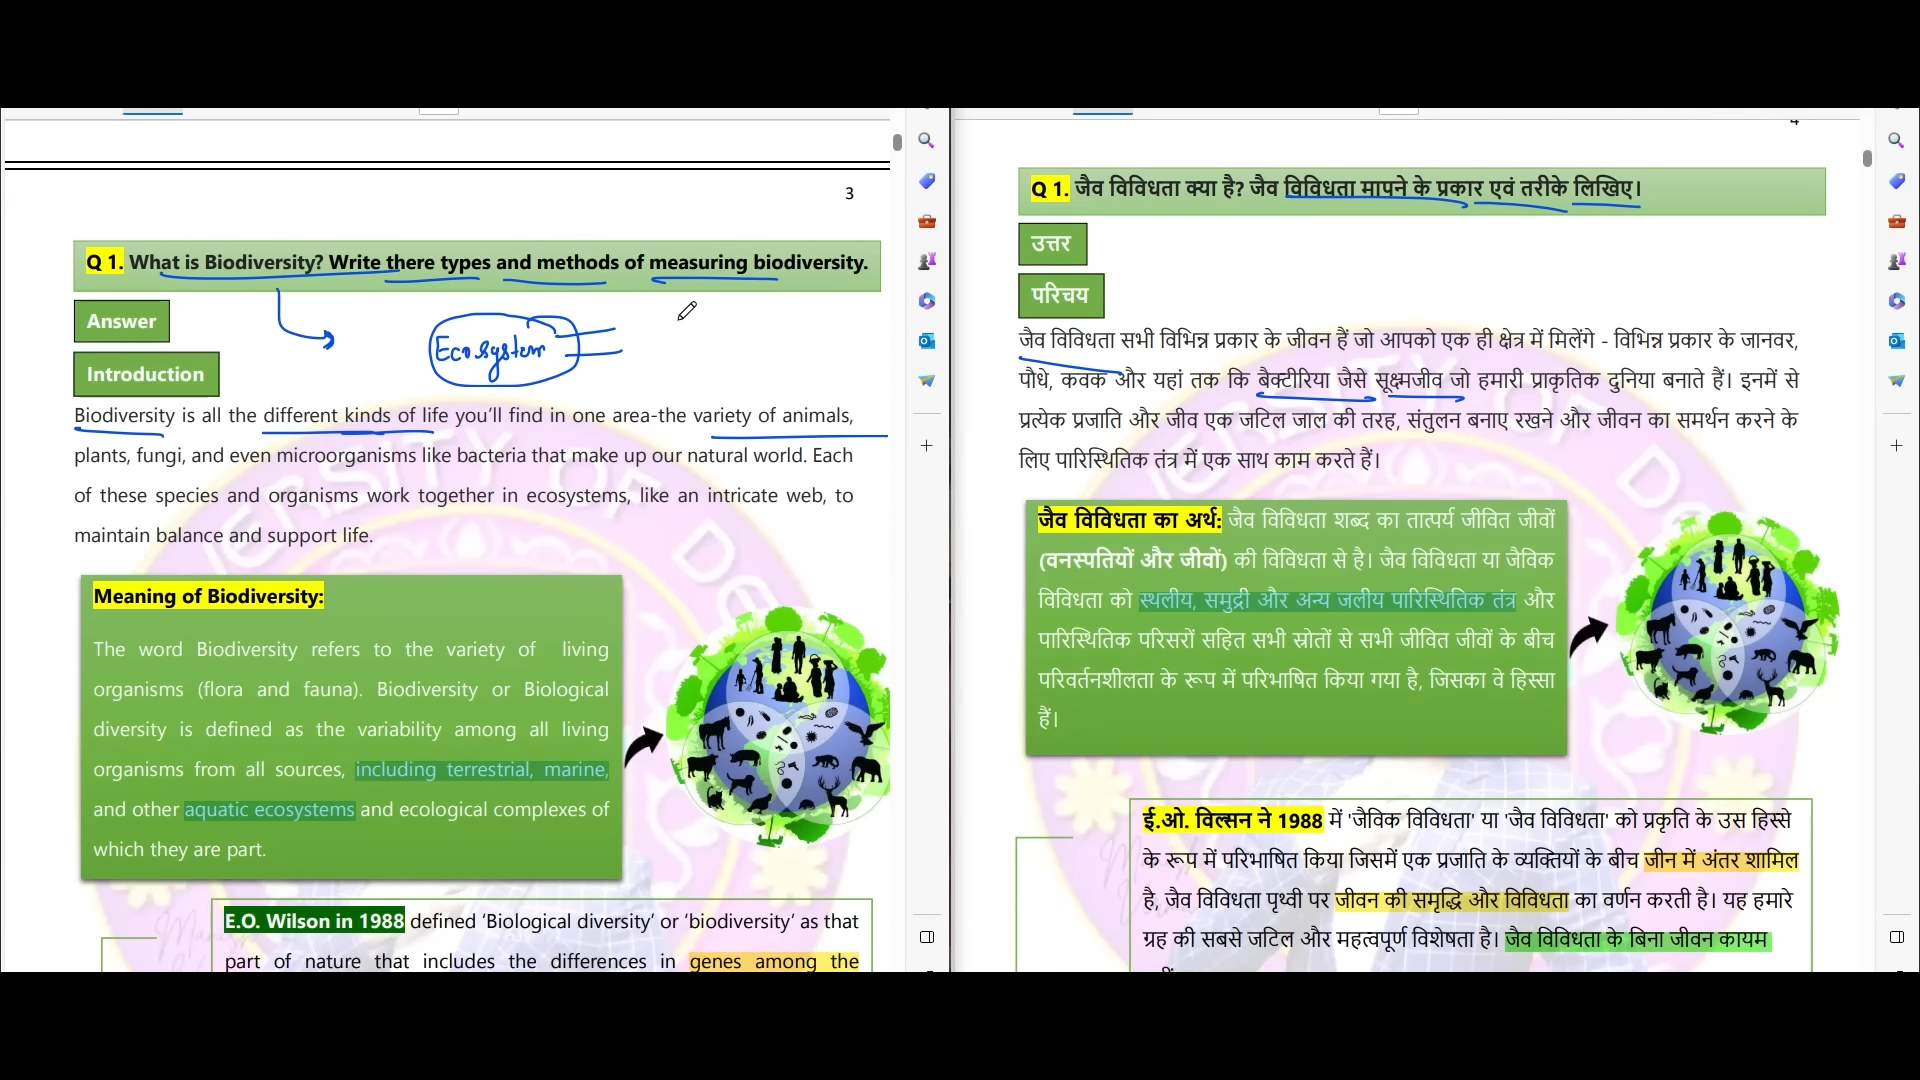 3
Q 1. What is Biodiversity? Write there types and methods of measuring biodiversity.
Answer
Ecosystem
Introduction
Biodiversity is all the different kinds of life you’ll find in one area-the variety of animals,
plants, fungi, and even microorganisms like bacteria that make up our natural world. Each
of these species and organisms work together in ecosystems, like an intricate web, to
maintain balance and support life.
Meaning of Biodiversity:
The word Biodiversity refers to the variety of living
organisms (flora and fauna). Biodiversity or Biological
diversity is defined as the variability among all living
organisms from all sources, including terrestrial, marine,
and other aquatic ecosystems and ecological complexes of
which they are part.
E.O. Wilson in 1988 defined ‘Biological diversity’ or ‘biodiversity’ as that
part of nature that includes the differences in genes among the
4
Q 1. जैव विविधता क्या है? जैव विविधता मापने के प्रकार एवं तरीके लिखिए।
उत्तर
परिचय
जैव विविधता सभी विभिन्न प्रकार के जीवन हैं जो आपको एक ही क्षेत्र में मिलेंगे - विभिन्न प्रकार के जानवर,
पौधे, कवक और यहां तक कि बैक्टीरिया जैसे सूक्ष्मजीव जो हमारी प्राकृतिक दुनिया बनाते हैं। इनमें से
प्रत्येक प्रजाति और जीव एक जटिल जाल की तरह, संतुलन बनाए रखने और जीवन का समर्थन करने के
लिए पारिस्थितिक तंत्र में एक साथ काम करते हैं।
जैव विविधता का अर्थ: जैव विविधता शब्द का तात्पर्य जीवित जीवों
(वनस्पतियों और जीवों) की विविधता से है। जैव विविधता या जैविक
विविधता को स्थलीय, समुद्री और अन्य जलीय पारिस्थितिक तंत्र और
पारिस्थितिक परिसरों सहित सभी स्रोतों से सभी जीवित जीवों के बीच
परिवर्तनशीलता के रूप में परिभाषित किया गया है, जिसका वे हिस्सा
हैं।
ई.ओ. विल्सन ने 1988 में 'जैविक विविधता' या 'जैव विविधता' को प्रकृति के उस हिस्से
के रूप में परिभाषित किया जिसमें एक प्रजाति के व्यक्तियों के बीच जीन में अंतर शामिल
है, जैव विविधता पृथ्वी पर जीवन की समृद्धि और विविधता का वर्णन करती है। यह हमारे
ग्रह की सबसे जटिल और महत्वपूर्ण विशेषता है। जैव विविधता के बिना जीवन कायम